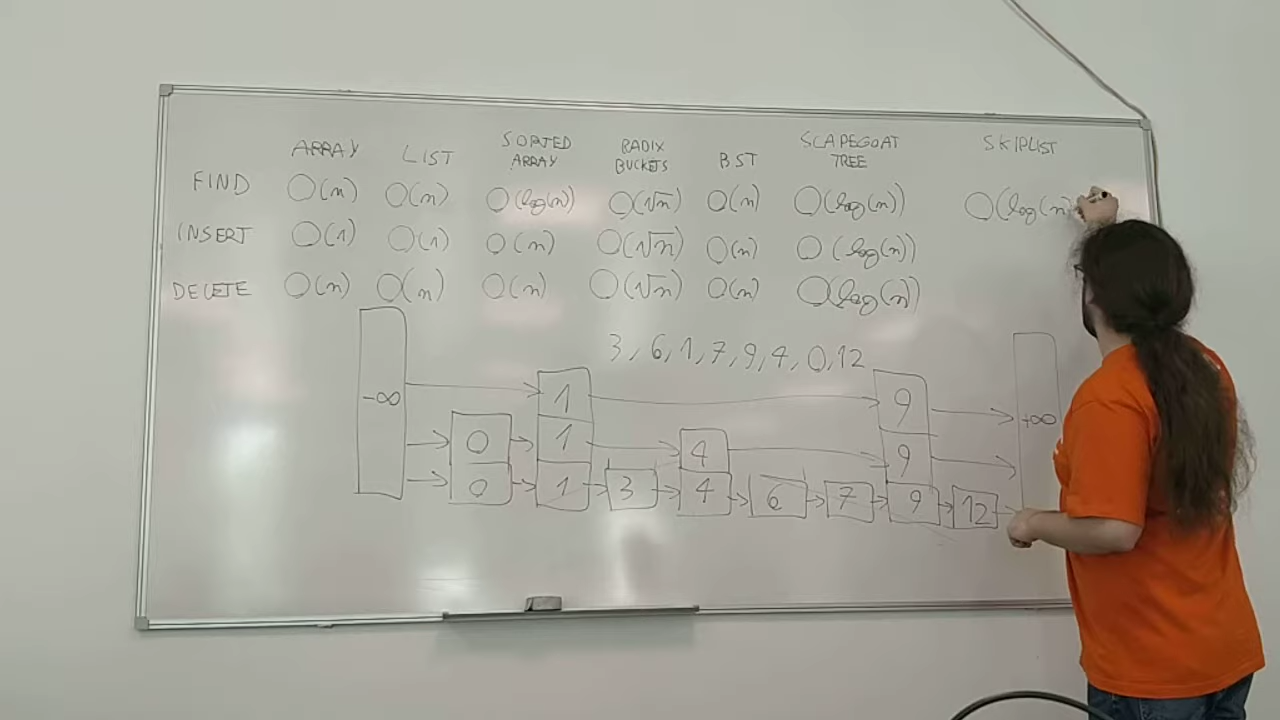 ARRAY LIST SORTED ARRAY RADIX BUCKETS BST SCAPEGOAT TREE SKIPLIST
FIND O(n) O(n) O(log(n)) O(√n) O(n) O(log(n)) O(log(n)
INSERT O(1) O(1) O(n) O(√n) O(n) O(log(n))
DELETE O(n) O(n) O(n) O(√n) O(n) O(log(n))
3, 6, 1, 7, 9, 4, 0, 12
-∞ 1 9 +∞
0 1 4 9
0 1 3 4 6 7 9 12